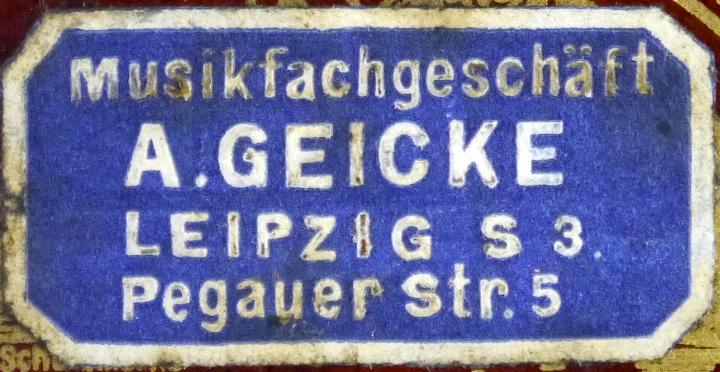 Musikfachgeschäft
A. GEICKE
LEIPZIG S 3
Pegauer Str. 5